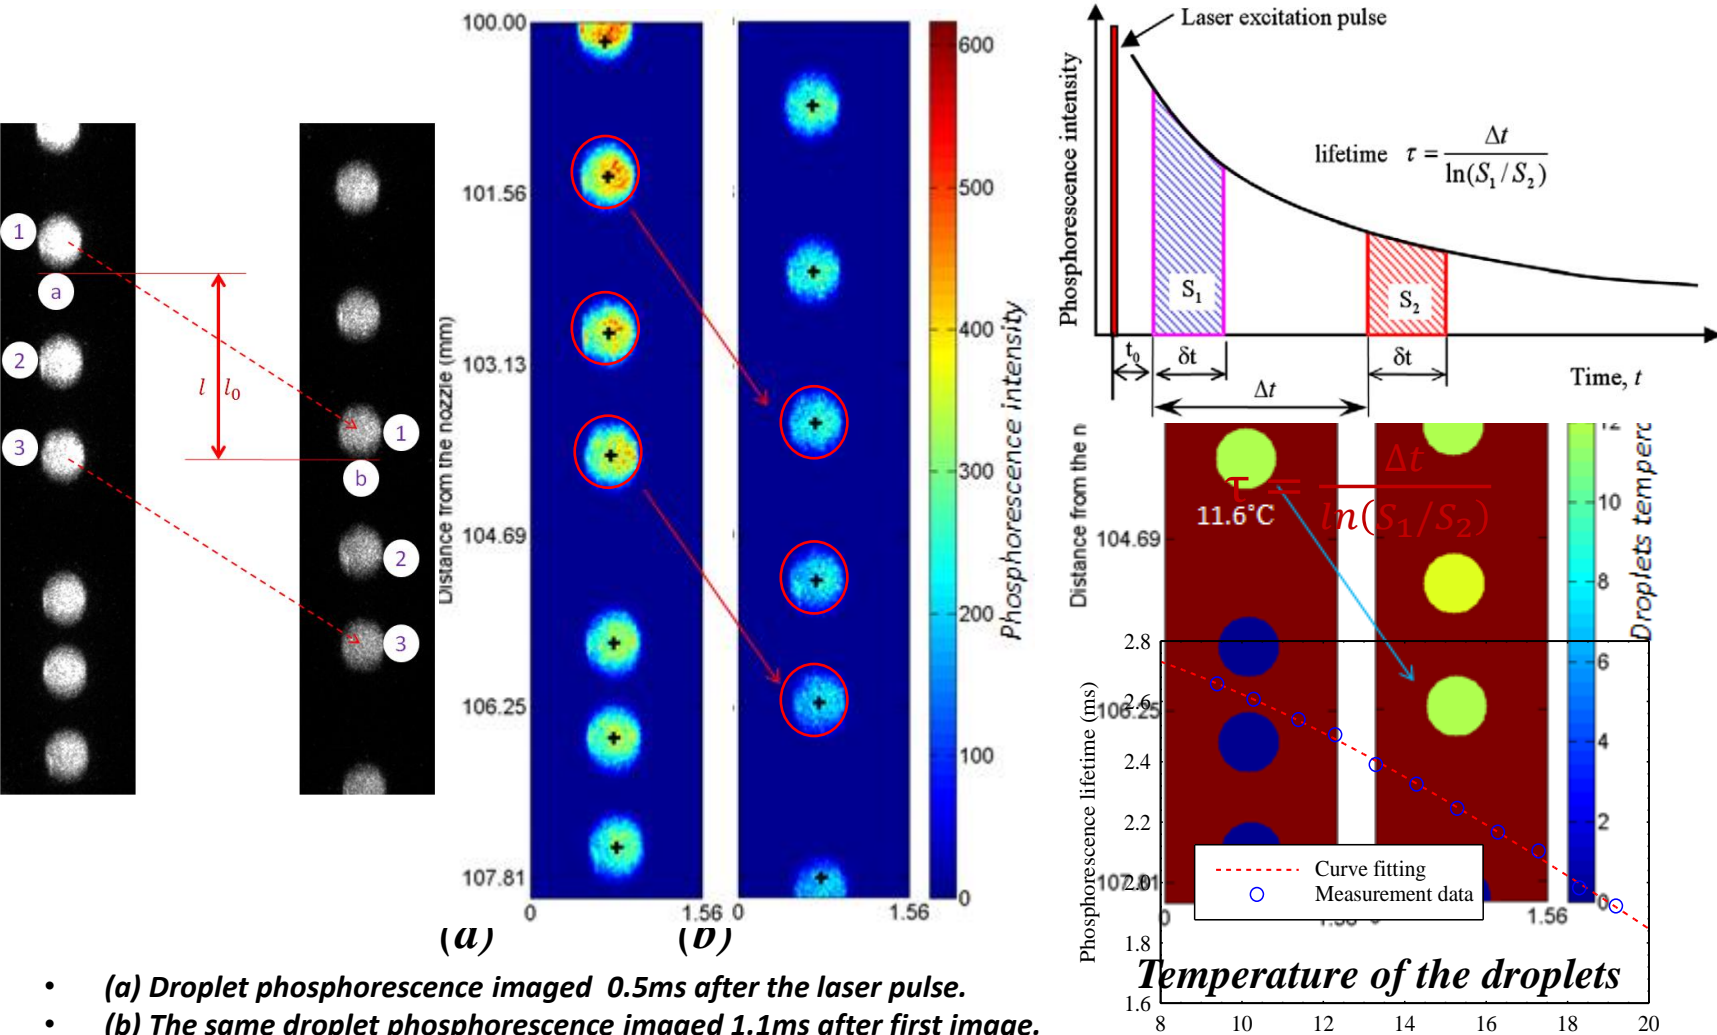 1
a
2
3
l
l₀
1
b
2
3
Distance from the nozzle (mm)
100.00
101.56
103.13
104.69
106.25
107.81
0
1.56
0
1.56
600
500
400
300
200
100
0
Phosphorescence intensity
(a)
(b)
Laser excitation pulse
Phosphorescence intensity
lifetime τ = Δt / ln(S₁/S₂)
S₁
S₂
t₀
δt
δt
Δt
Time, t
Distance from the n
104.69
106.25
0
1.56
11.6°C
τ = Δt / ln(S₁/S₂)
12
10
8
6
4
2
0
Droplets temperc
Phosphorescence lifetime (ms)
2.8
2.6
2.4
2.2
2.0
1.8
1.6
8
10
12
14
16
18
20
Curve fitting
Measurement data
Temperature of the droplets
• (a) Droplet phosphorescence imaged 0.5ms after the laser pulse.
• (b) The same droplet phosphorescence imaged 1.1ms after first image.